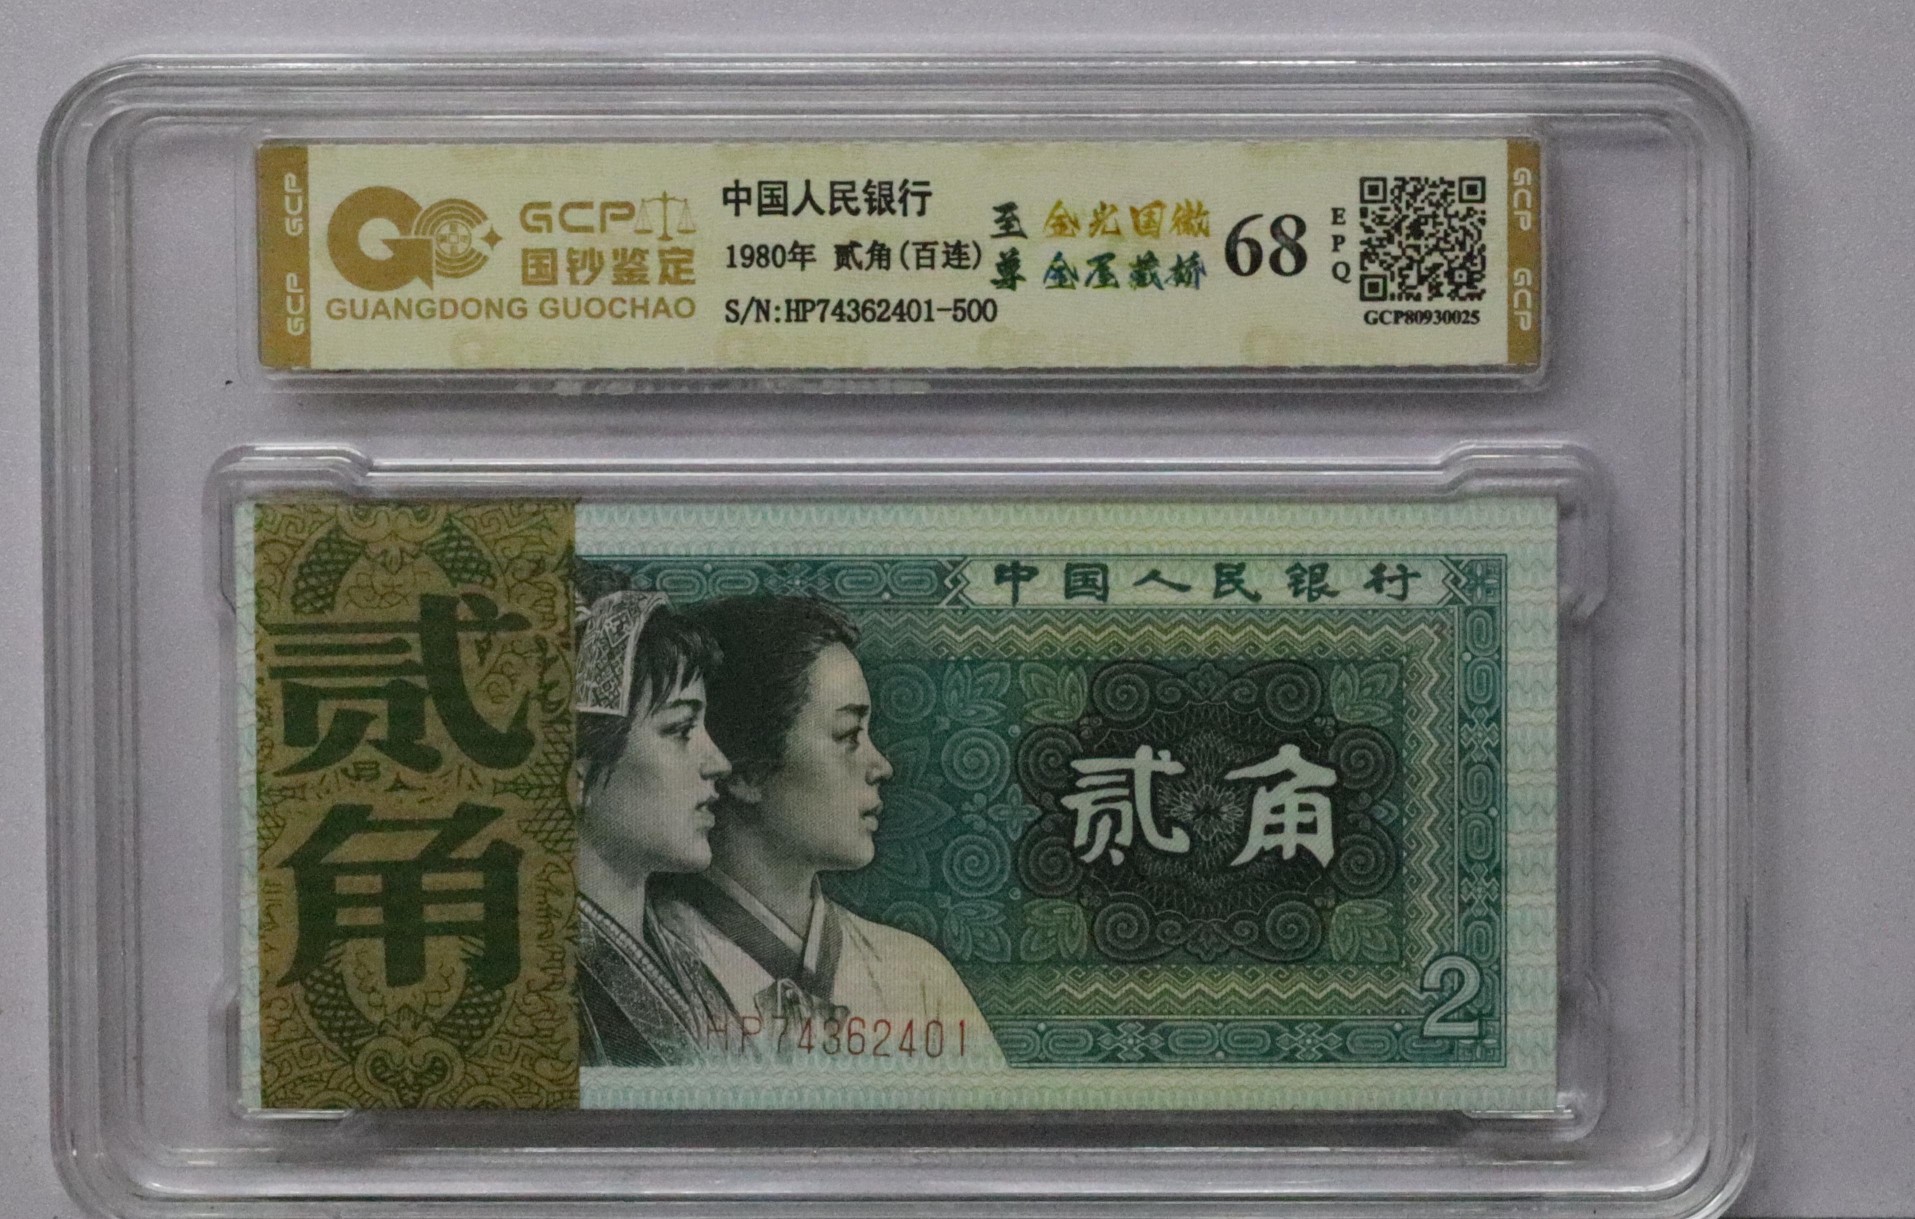 GCP
GCP
GCP
国钞鉴定
GUANGDONG GUOCHAO
中国人民银行
1980年 贰角(百连)
S/N:HP74362401-500
至尊
金光国徽
金屋藏娇
68
EPQ
GCP80930025
GCP
GCP
贰角
中国人民银行
贰角
2
HP74362401